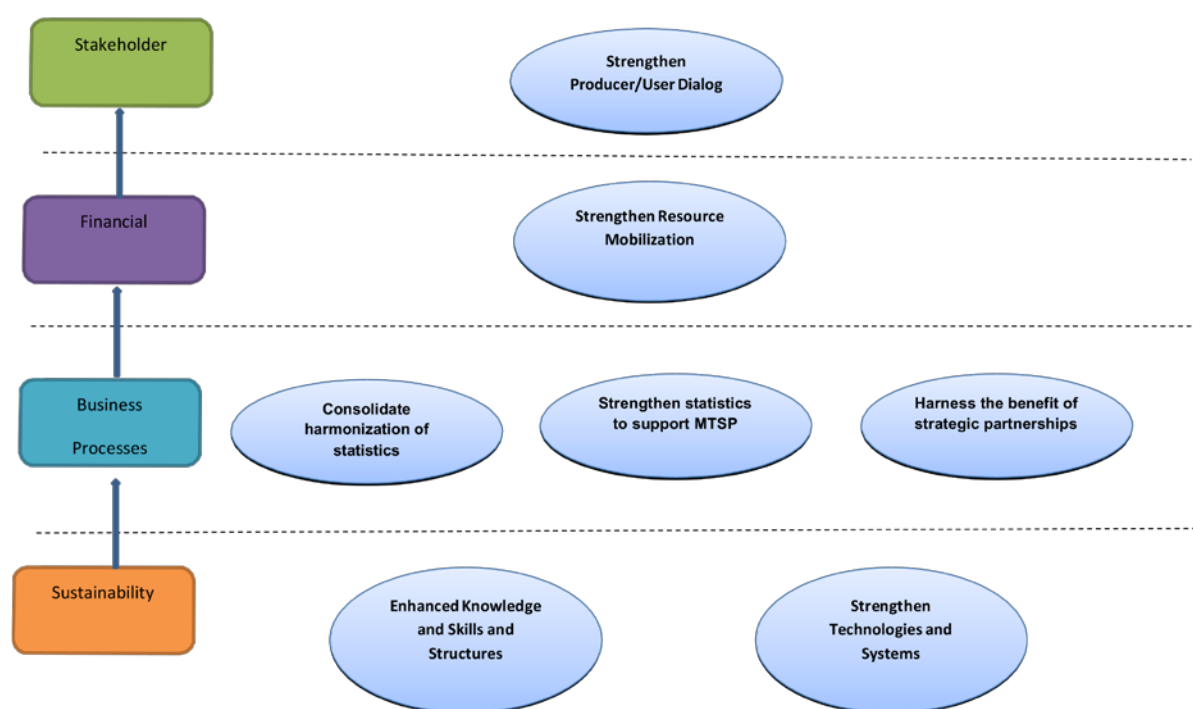 Stakeholder
Strengthen
Producer/User Dialog
Financial
Strengthen Resource
Mobilization
Business
Processes
Consolidate
harmonization of
statistics
Strengthen statistics
to support MTSP
Harness the benefit of
strategic partnerships
Sustainability
Enhanced Knowledge
and Skills and
Structures
Strengthen
Technologies and
Systems